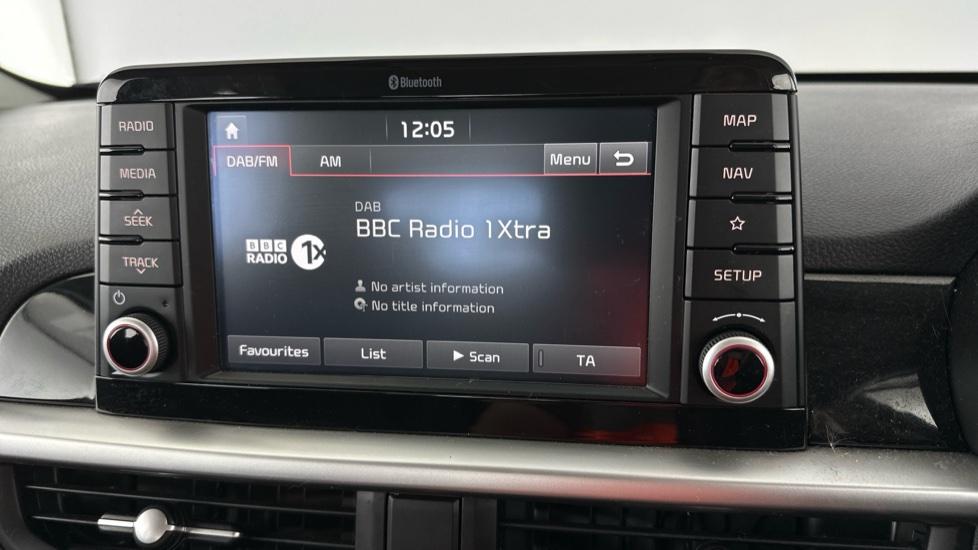 Bluetooth
RADIO
MEDIA
SEEK
TRACK
12:05
DAB/FM AM Menu
DAB
BBC Radio 1Xtra
BBC
RADIO 1X
No artist information
No title information
Favourites List Scan TA
MAP
NAV
SETUP